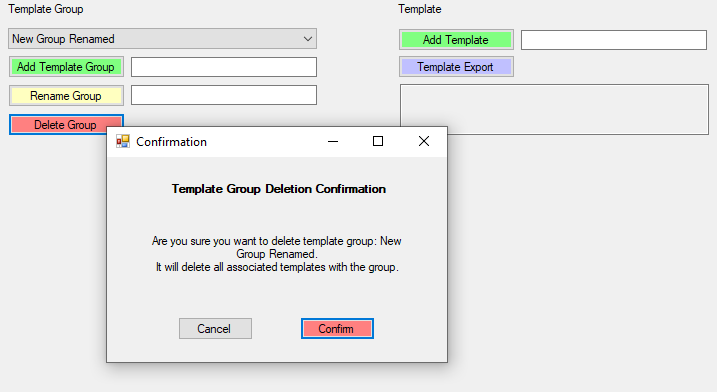 Template Group
Template
New Group Renamed
Add Template
Add Template Group
Template Export
Rename Group
Delete Group
Confirmation
Template Group Deletion Confirmation
Are you sure you want to delete template group: New
Group Renamed.
It will delete all associated templates with the group.
Cancel
Confirm